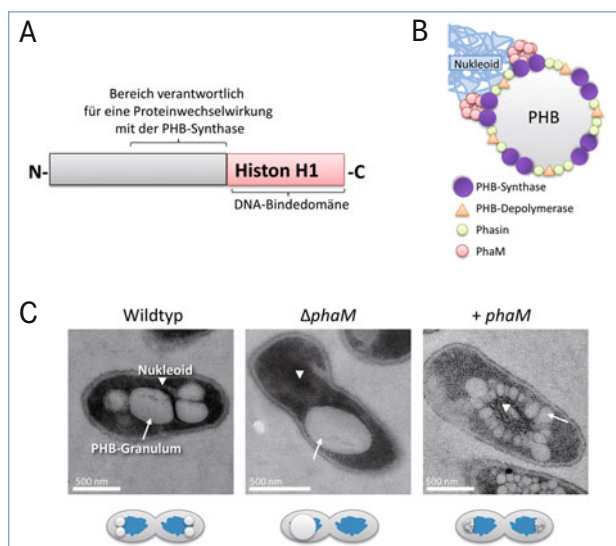 A
Bereich verantwortlich
für eine Proteinwechselwirkung
mit der PHB-Synthase
N-
Histon H1
-C
DNA-Bindedomäne
B
Nukleoid
PHB
PHB-Synthase
PHB-Depolymerase
Phasin
PhaM
C
Wildtyp
ΔphaM
+ phaM
Nukleoid
PHB-Granulum
500 nm
500 nm
500 nm